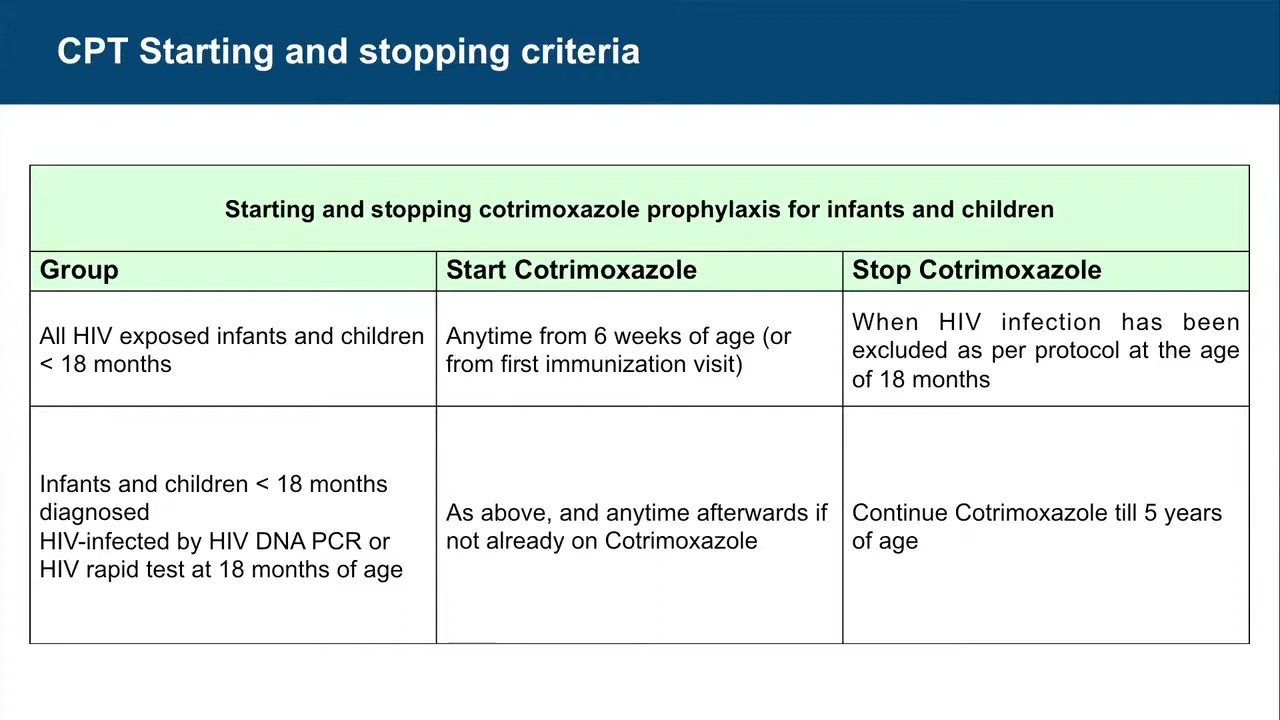 CPT Starting and stopping criteria
Starting and stopping cotrimoxazole prophylaxis for infants and children
Group
Start Cotrimoxazole
Stop Cotrimoxazole
All HIV exposed infants and children
< 18 months
Anytime from 6 weeks of age (or
from first immunization visit)
When HIV infection has been
excluded as per protocol at the age
of 18 months
Infants and children < 18 months
diagnosed
HIV-infected by HIV DNA PCR or
HIV rapid test at 18 months of age
As above, and anytime afterwards if
not already on Cotrimoxazole
Continue Cotrimoxazole till 5 years
of age